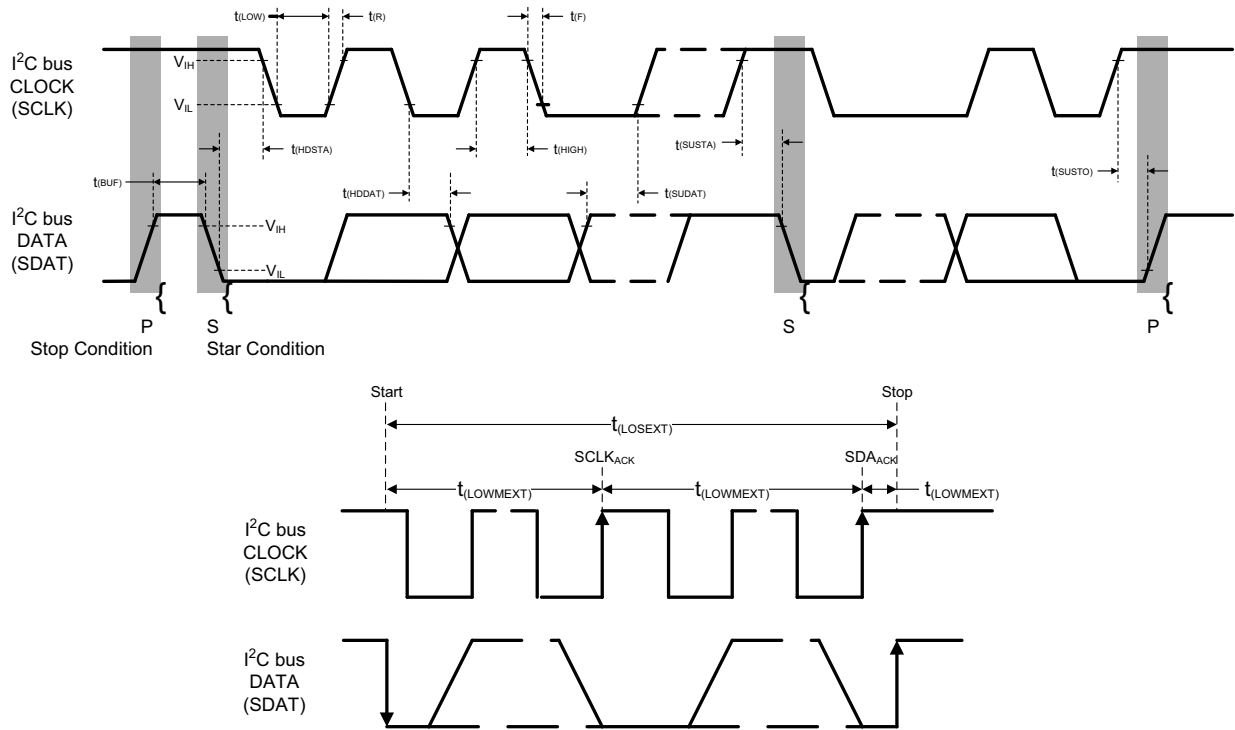 t(LOW) t(R) t(F)
I²C bus
CLOCK
(SCLK)
VIH
VIL
t(HDSTA) t(HIGH) t(SUSTA)
t(BUF) t(HDDAT) t(SUDAT) t(SUSTO)
I²C bus
DATA
(SDAT)
VIH
VIL
{ { { {
P S S P
Stop Condition Star Condition
Start Stop
t(LOSEXT)
SCLKACK SDAACK
t(LOWMEXT) t(LOWMEXT) t(LOWMEXT)
I²C bus
CLOCK
(SCLK)
I²C bus
DATA
(SDAT)